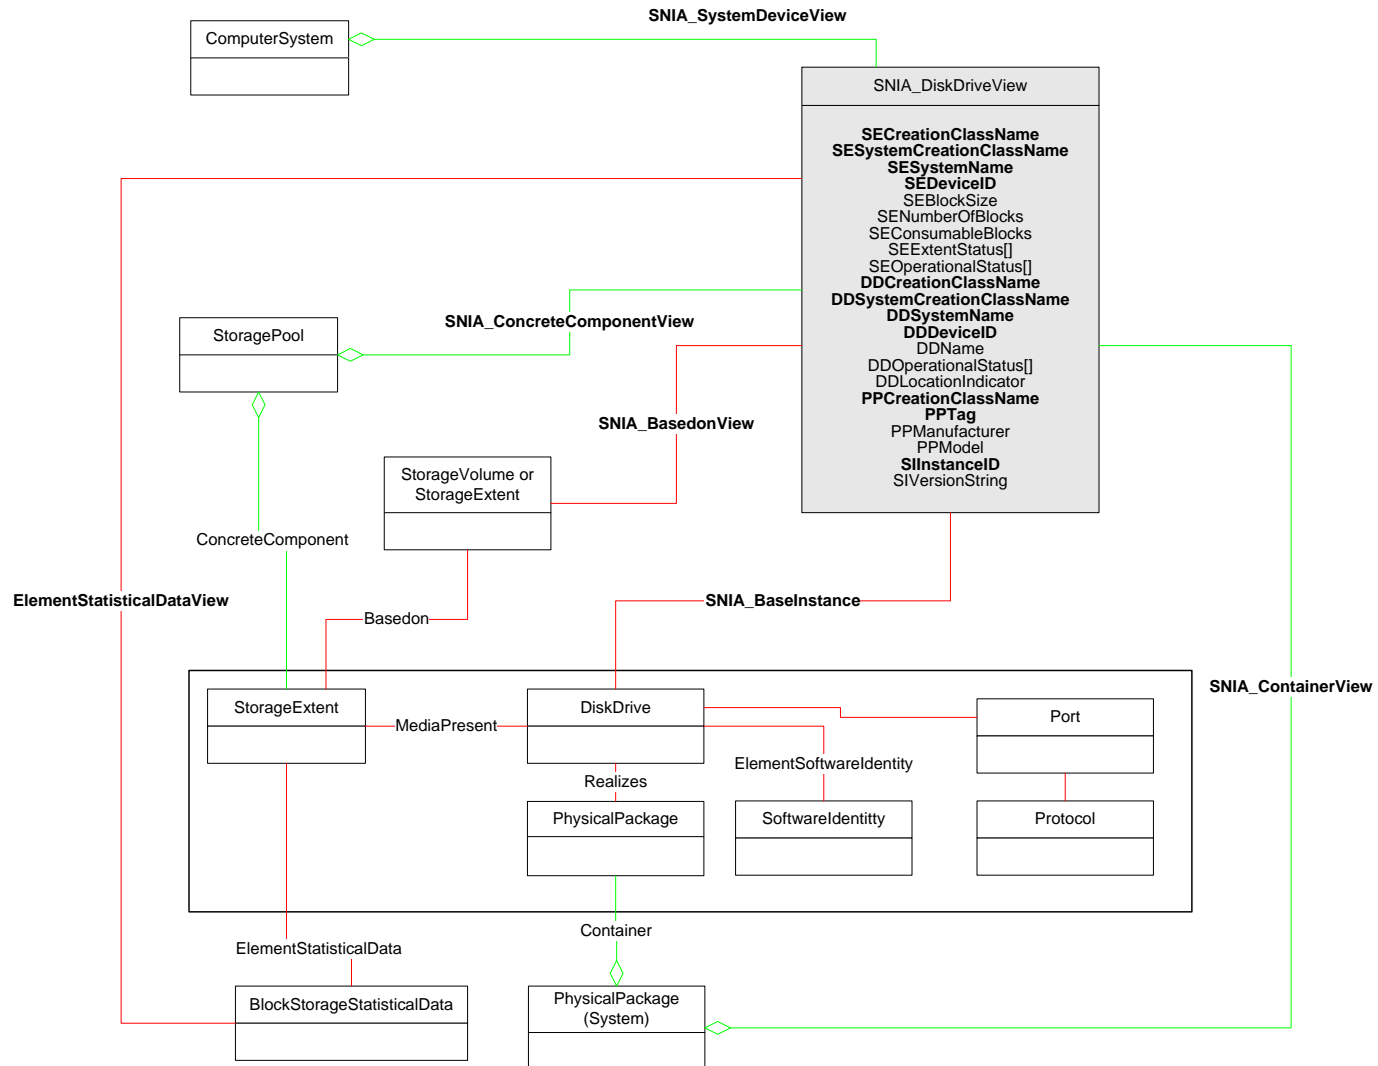 SNIA_SystemDeviceView
ComputerSystem
SNIA_DiskDriveView
SECreationClassName
SESystemCreationClassName
SESystemName
SEDeviceID
SEBlockSize
SENumberOfBlocks
SEConsumableBlocks
SEExtentStatus[]
SEOperationalStatus[]
DDCreationClassName
DDSystemCreationClassName
DDSystemName
DDDeviceID
DDName
DDOperationalStatus[]
DDLocationIndicator
PPCreationClassName
PPTag
PPManufacturer
PPModel
SIInstanceID
SIVersionString
SNIA_ConcreteComponentView
StoragePool
SNIA_BasedonView
StorageVolume or
StorageExtent
ConcreteComponent
ElementStatisticalDataView
SNIA_BaseInstance
Basedon
SNIA_ContainerView
StorageExtent
DiskDrive
Port
MediaPresent
ElementSoftwareIdentity
Realizes
PhysicalPackage
SoftwareIdentitty
Protocol
Container
ElementStatisticalData
BlockStorageStatisticalData
PhysicalPackage
(System)